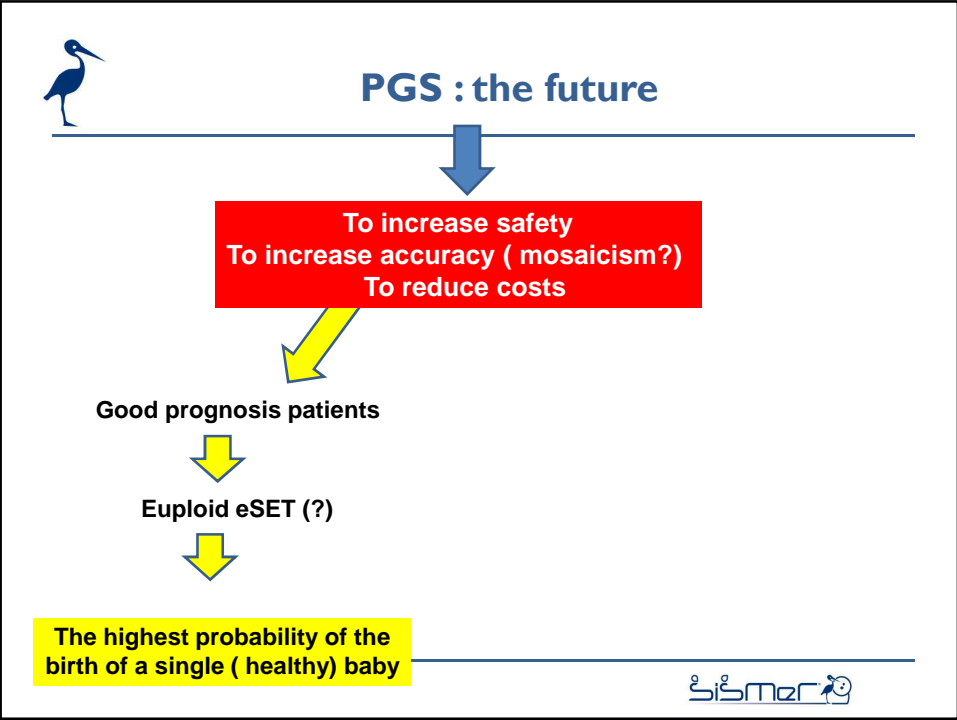 PGS : the future
To increase safety
To increase accuracy ( mosaicism?)
To reduce costs
Good prognosis patients
Euploid eSET (?)
The highest probability of the
birth of a single ( healthy) baby
SiSmer